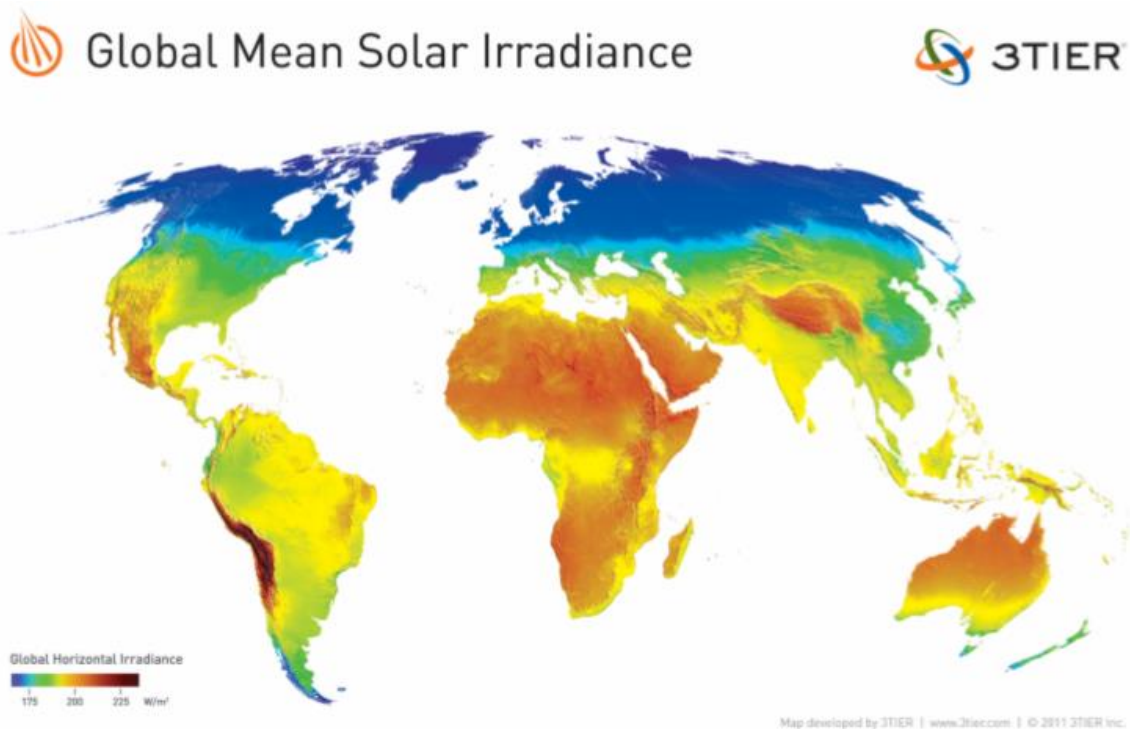 Global Mean Solar Irradiance
3TIER
Global Horizontal Irradiance
175 200 225 W/m²
Map developed by 3TIER | www.3tier.com | © 2011 3TIER Inc.